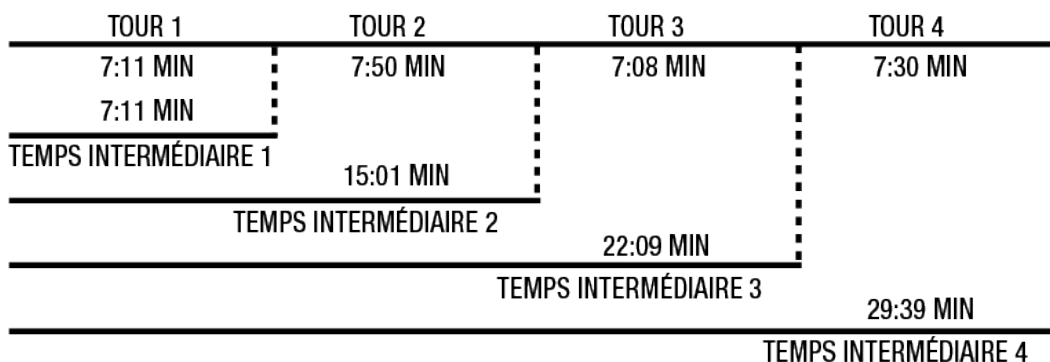 TOUR 1 TOUR 2 TOUR 3 TOUR 4
7:11 MIN 7:50 MIN 7:08 MIN 7:30 MIN
7:11 MIN
TEMPS INTERMÉDIAIRE 1
15:01 MIN
TEMPS INTERMÉDIAIRE 2
22:09 MIN
TEMPS INTERMÉDIAIRE 3
29:39 MIN
TEMPS INTERMÉDIAIRE 4